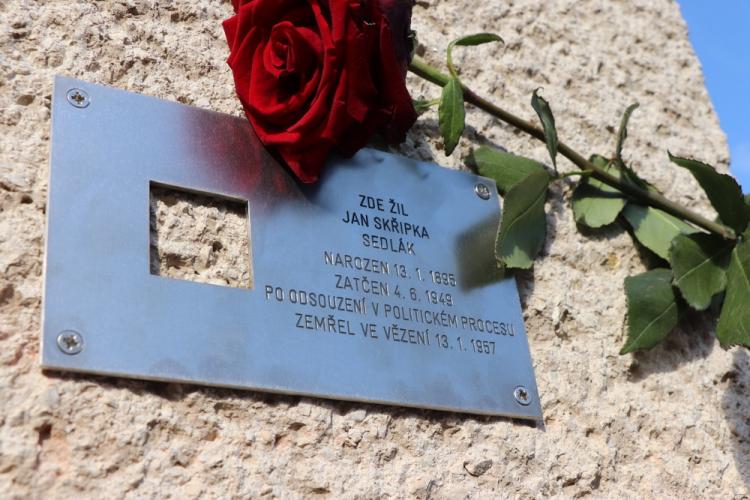 ZDE ŽIL
JAN SKŘIPKA
SEDLÁK
NAROZEN 13. 1. 1895
ZATČEN 4. 6. 1949
PO ODSOUZENÍ V POLITICKÉM PROCESU
ZEMŘEL VE VĚZENÍ 13. 1. 1957